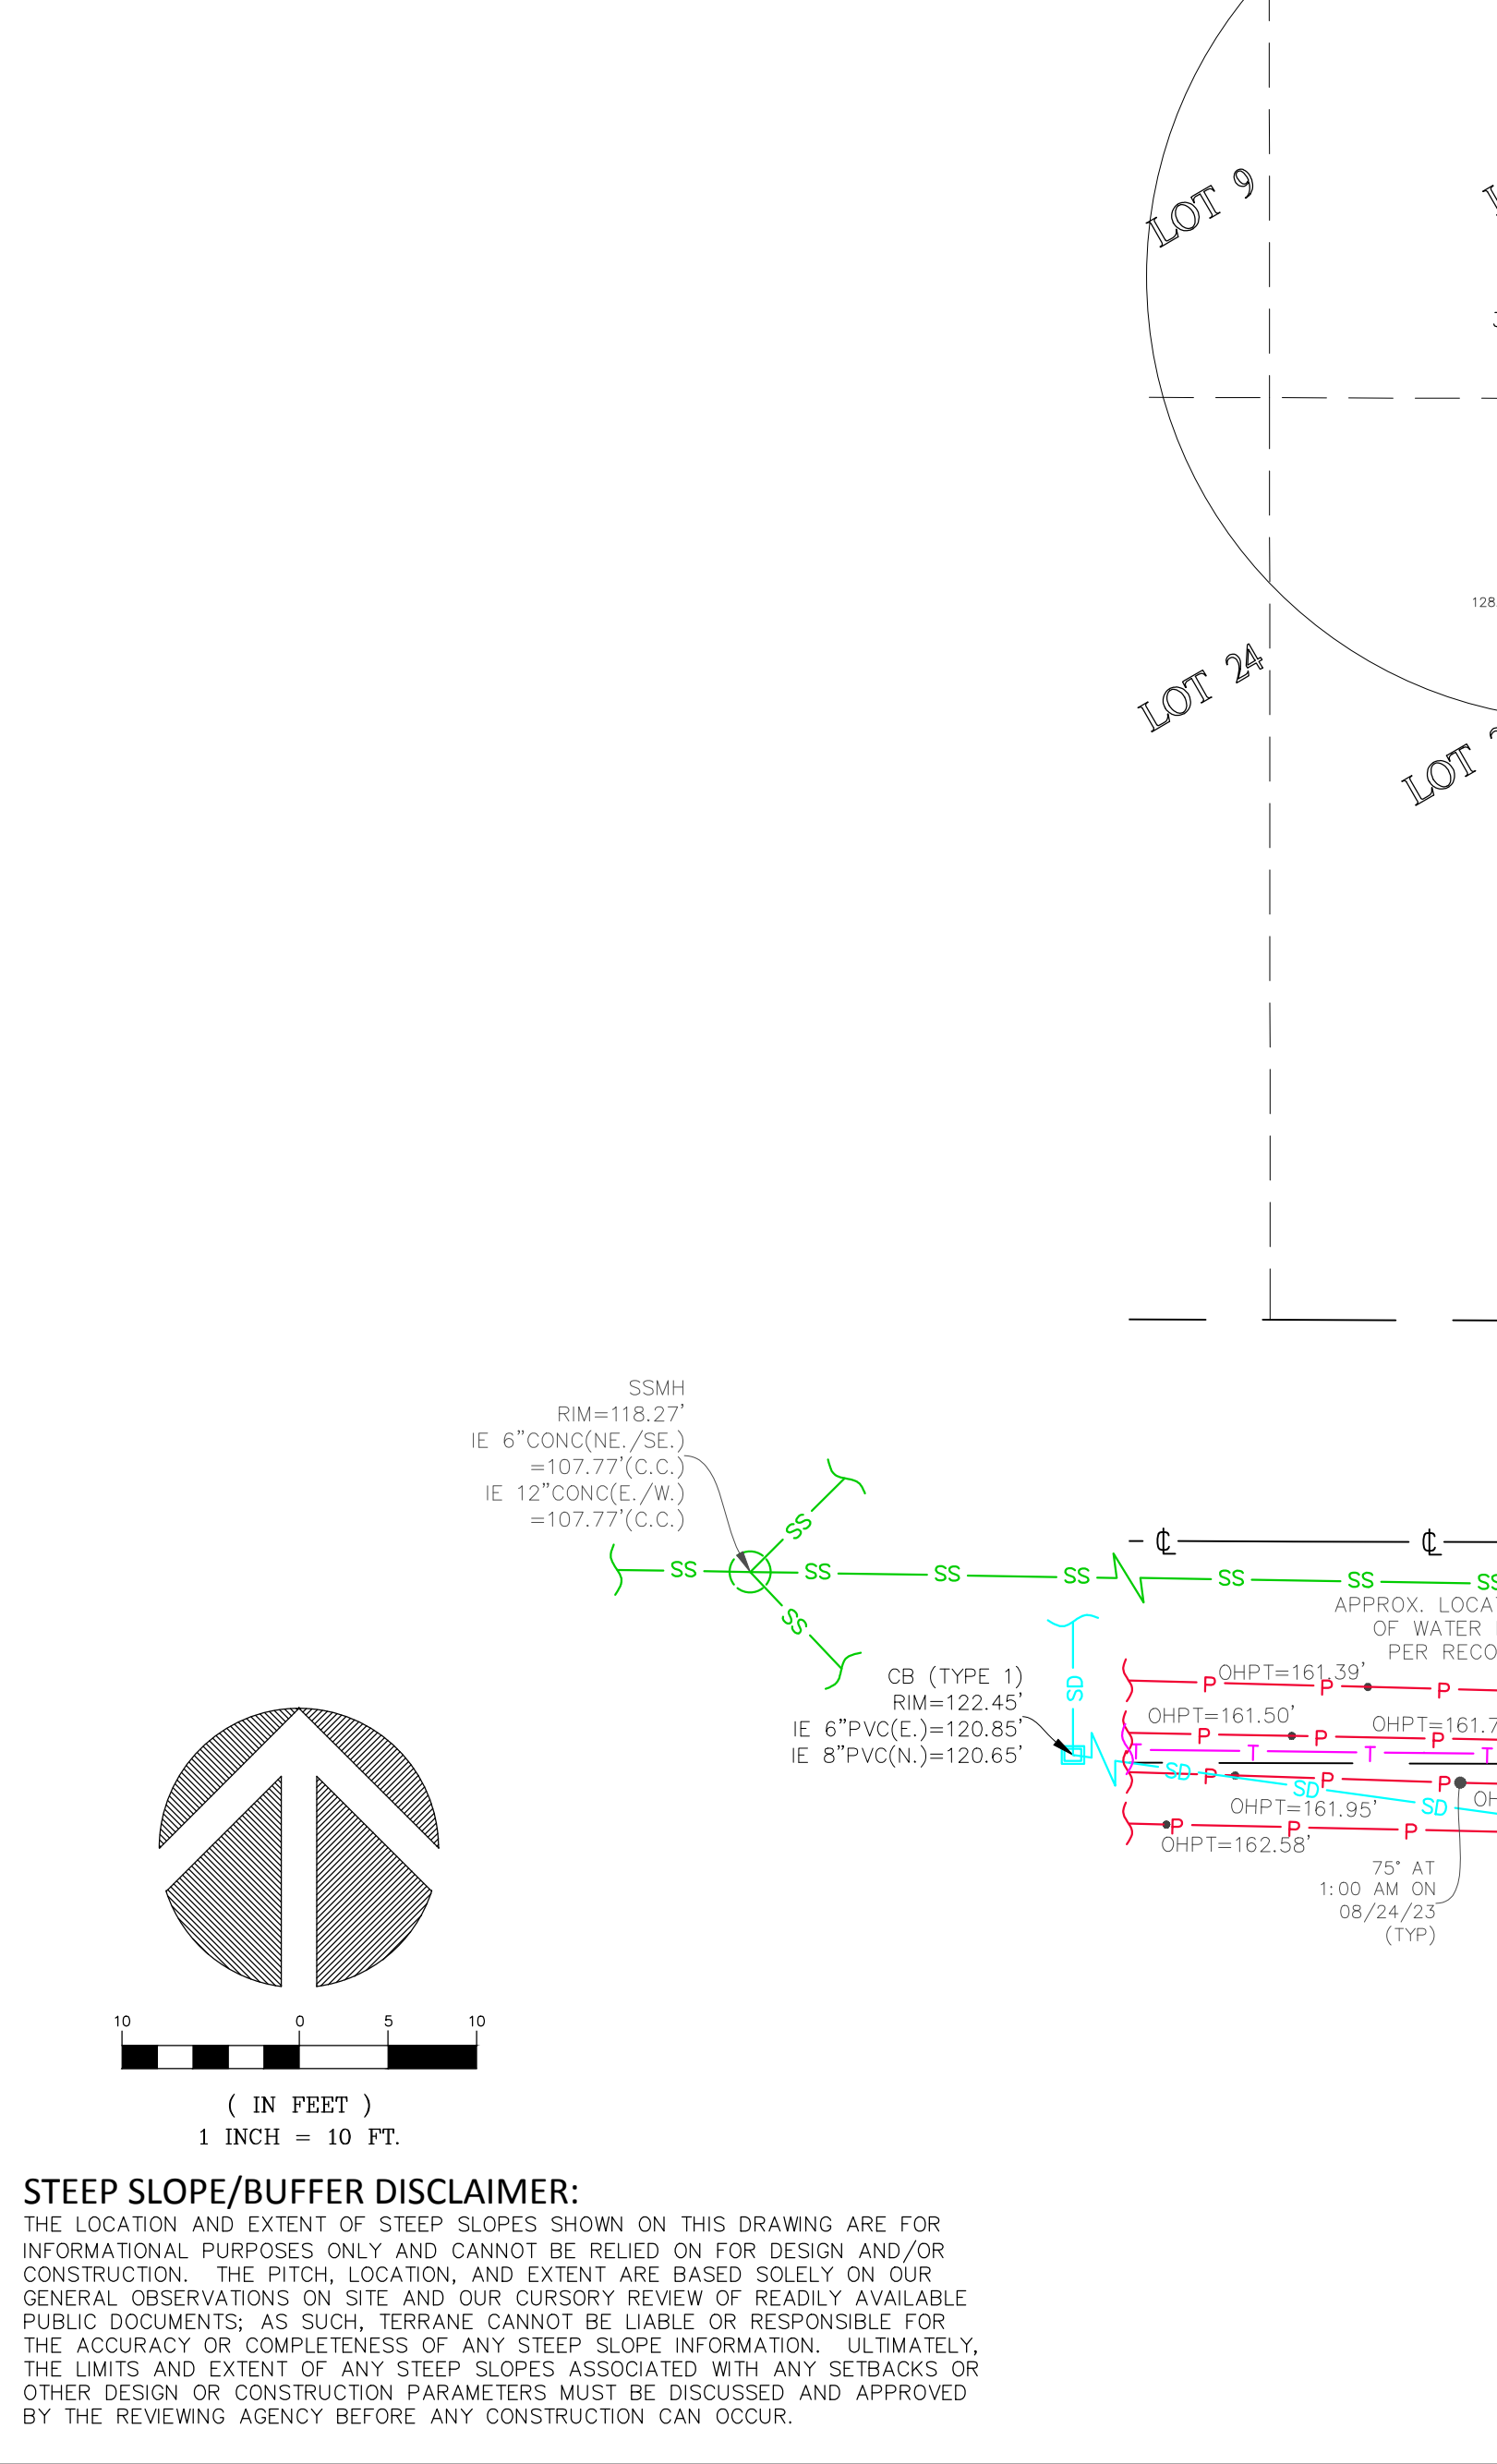 LOT 9
128.
LOT 24
LOT
SSMH
RIM=118.27'
IE 6"CONC(NE./SE.)
=107.77'(C.C.)
IE 12"CONC(E./W.)
=107.77'(C.C.)
SS
SS
SS
SS
SS
SS
SS
SS
SS
℄
℄
APPROX. LOCAT
OF WATER
PER RECO
CB (TYPE 1)
RIM=122.45'
IE 6"PVC(E.)=120.85'
IE 8"PVC(N.)=120.65'
SD
OHPT=161.39'
P
P
P
OHPT=161.50'
OHPT=161.7
P
P
P
T
T
T
T
SD
P
SD
P
SD
P
OH
OHPT=161.95'
P
P
P
OHPT=162.58'
75° AT
1:00 AM ON
08/24/23
(TYP)
10 0 5 10
( IN FEET )
1 INCH = 10 FT.
STEEP SLOPE/BUFFER DISCLAIMER:
THE LOCATION AND EXTENT OF STEEP SLOPES SHOWN ON THIS DRAWING ARE FOR
INFORMATIONAL PURPOSES ONLY AND CANNOT BE RELIED ON FOR DESIGN AND/OR
CONSTRUCTION. THE PITCH, LOCATION, AND EXTENT ARE BASED SOLELY ON OUR
GENERAL OBSERVATIONS ON SITE AND OUR CURSORY REVIEW OF READILY AVAILABLE
PUBLIC DOCUMENTS; AS SUCH, TERRANE CANNOT BE LIABLE OR RESPONSIBLE FOR
THE ACCURACY OR COMPLETENESS OF ANY STEEP SLOPE INFORMATION. ULTIMATELY,
THE LIMITS AND EXTENT OF ANY STEEP SLOPES ASSOCIATED WITH ANY SETBACKS OR
OTHER DESIGN OR CONSTRUCTION PARAMETERS MUST BE DISCUSSED AND APPROVED
BY THE REVIEWING AGENCY BEFORE ANY CONSTRUCTION CAN OCCUR.